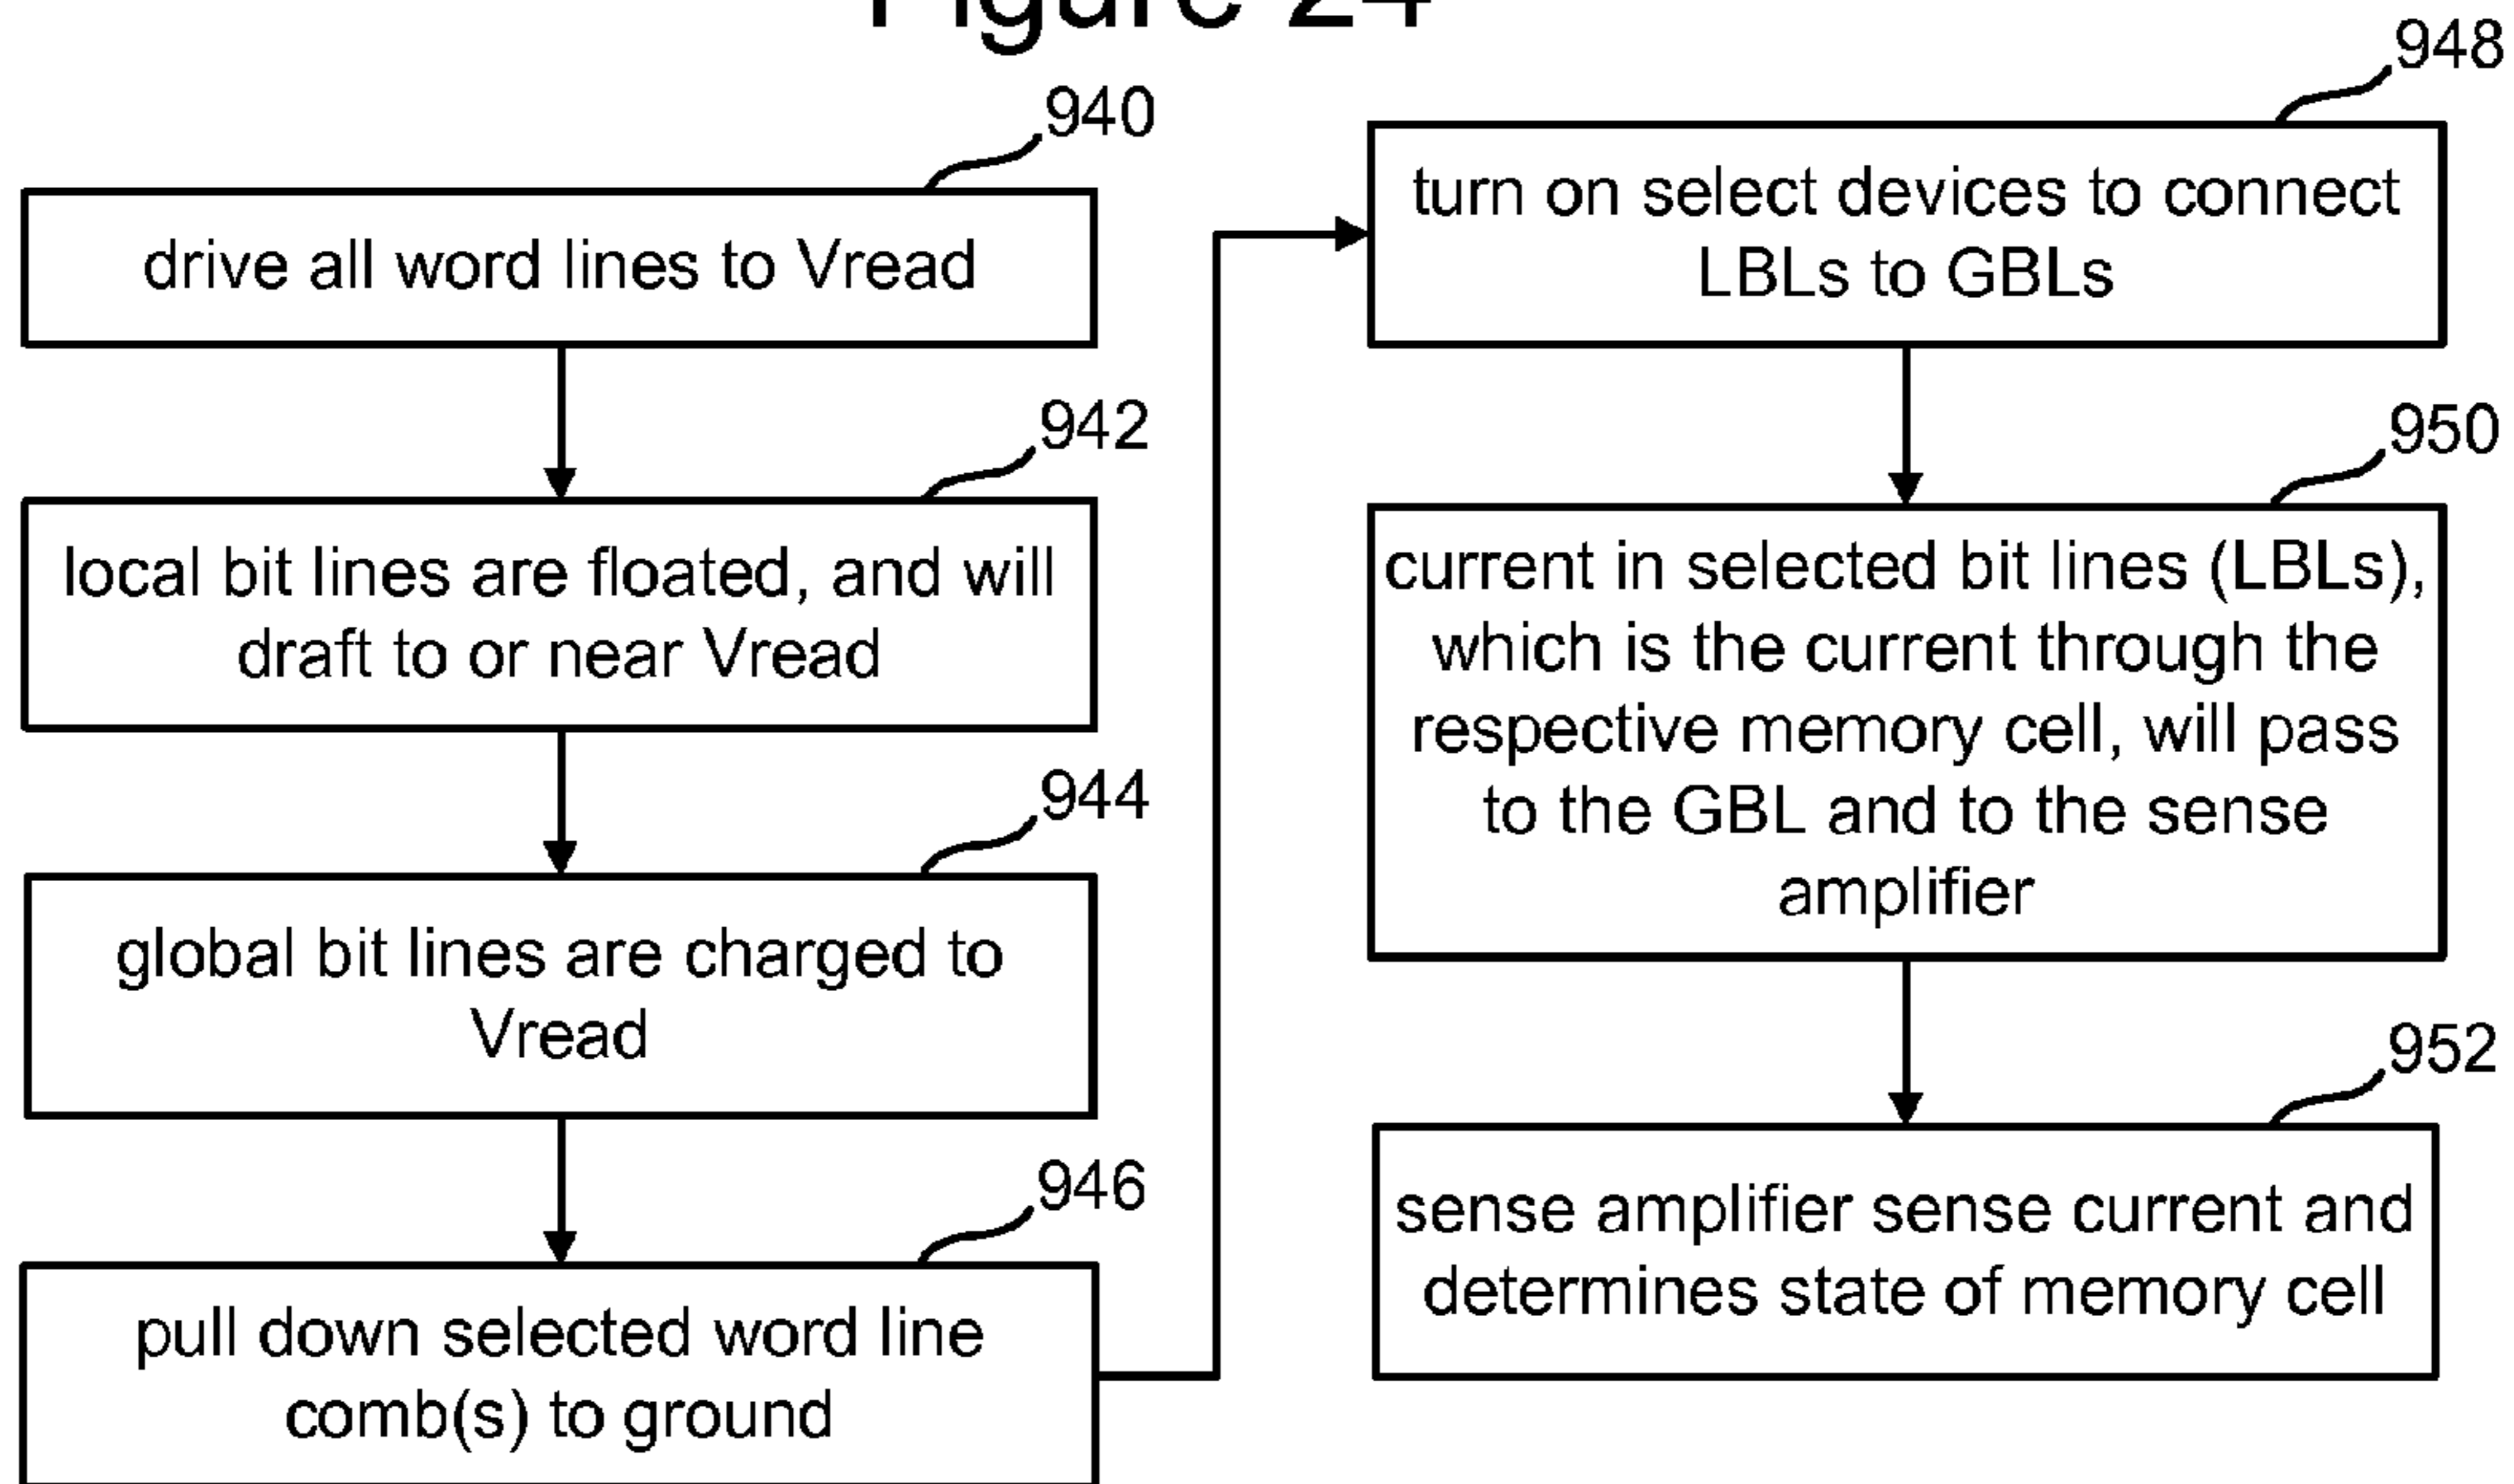 Figure 24
940
drive all word lines to Vread
942
local bit lines are floated, and will
draft to or near Vread
944
global bit lines are charged to
Vread
946
pull down selected word line
comb(s) to ground
948
turn on select devices to connect
LBLs to GBLs
950
current in selected bit lines (LBLs),
which is the current through the
respective memory cell, will pass
to the GBL and to the sense
amplifier
952
sense amplifier sense current and
determines state of memory cell